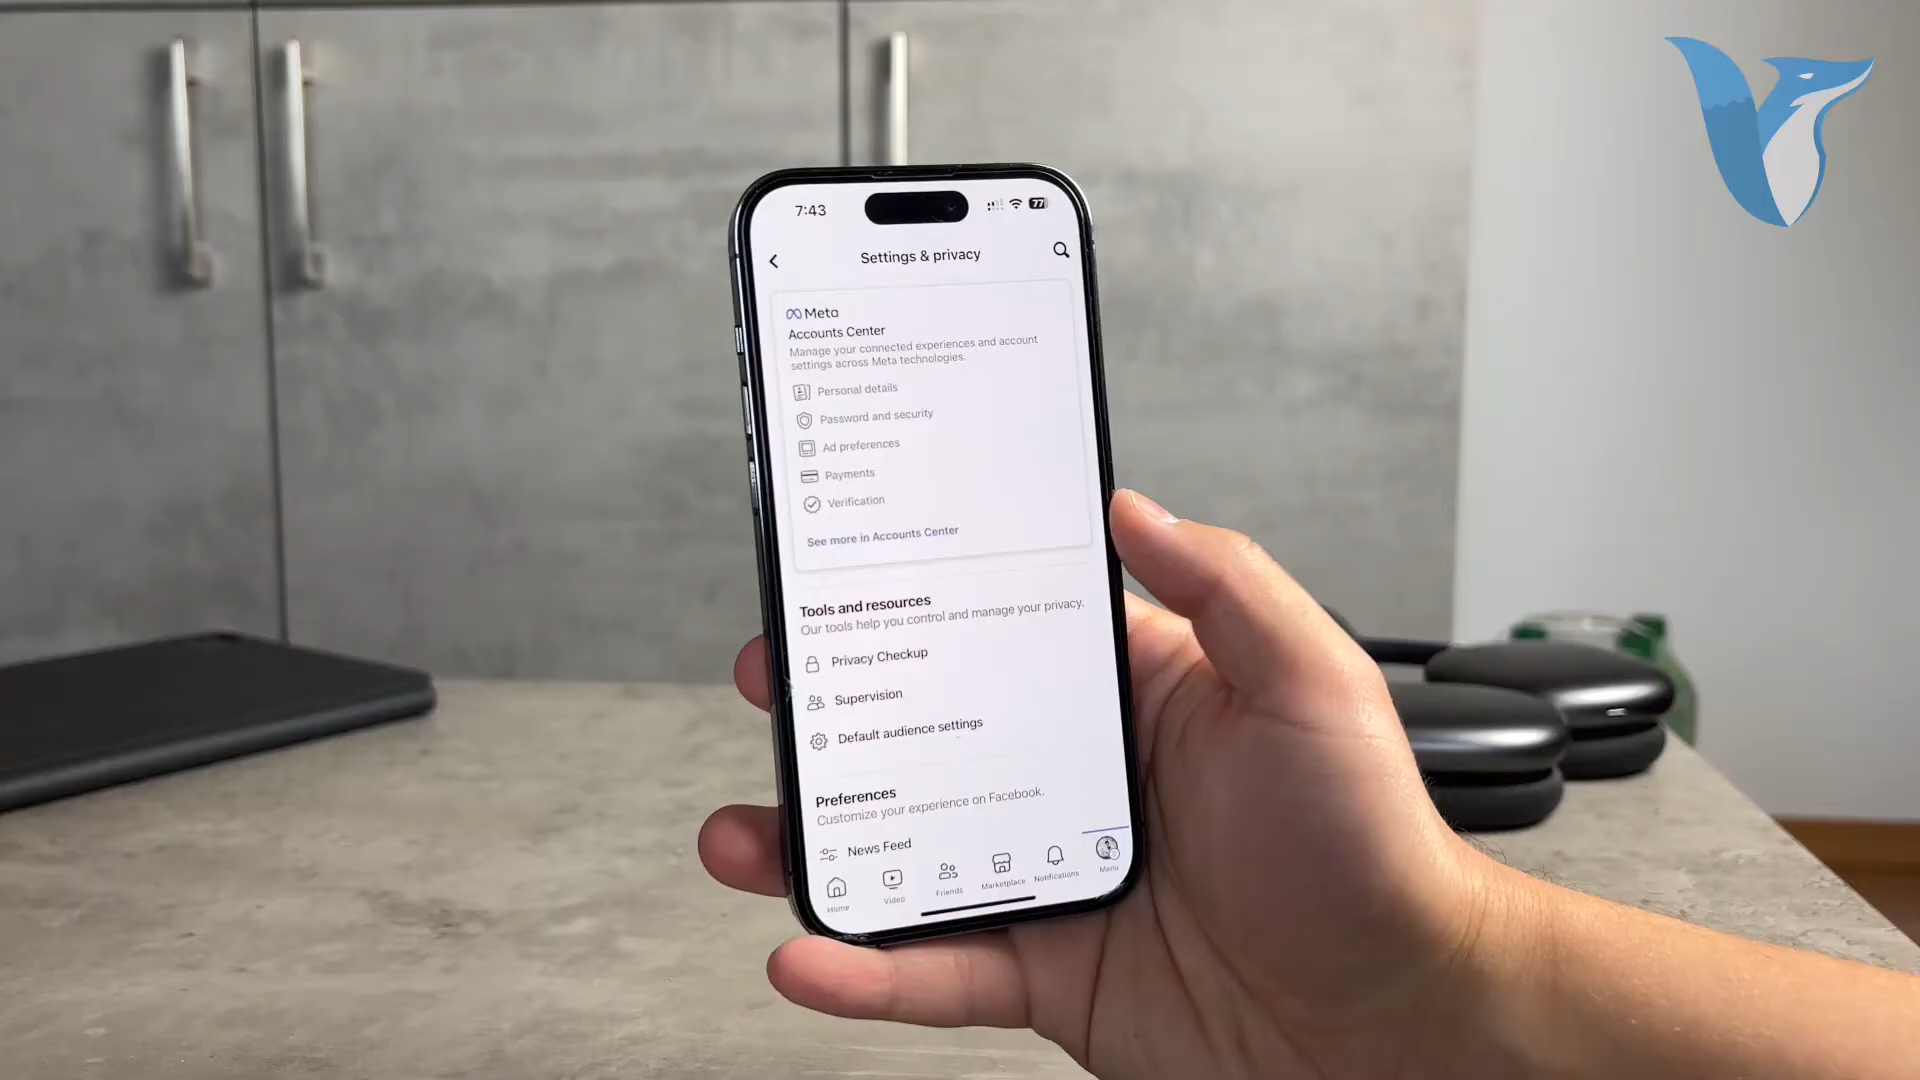 7:43
77
Settings & privacy
Meta
Accounts Center
Manage your connected experiences and account
settings across Meta technologies.
Personal details
Password and security
Ad preferences
Payments
Verification
See more in Accounts Center
Tools and resources
Our tools help you control and manage your privacy.
Privacy Checkup
Supervision
Default audience settings
Preferences
Customize your experience on Facebook.
News Feed
Home
Video
Friends
Marketplace
Notifications
Menu